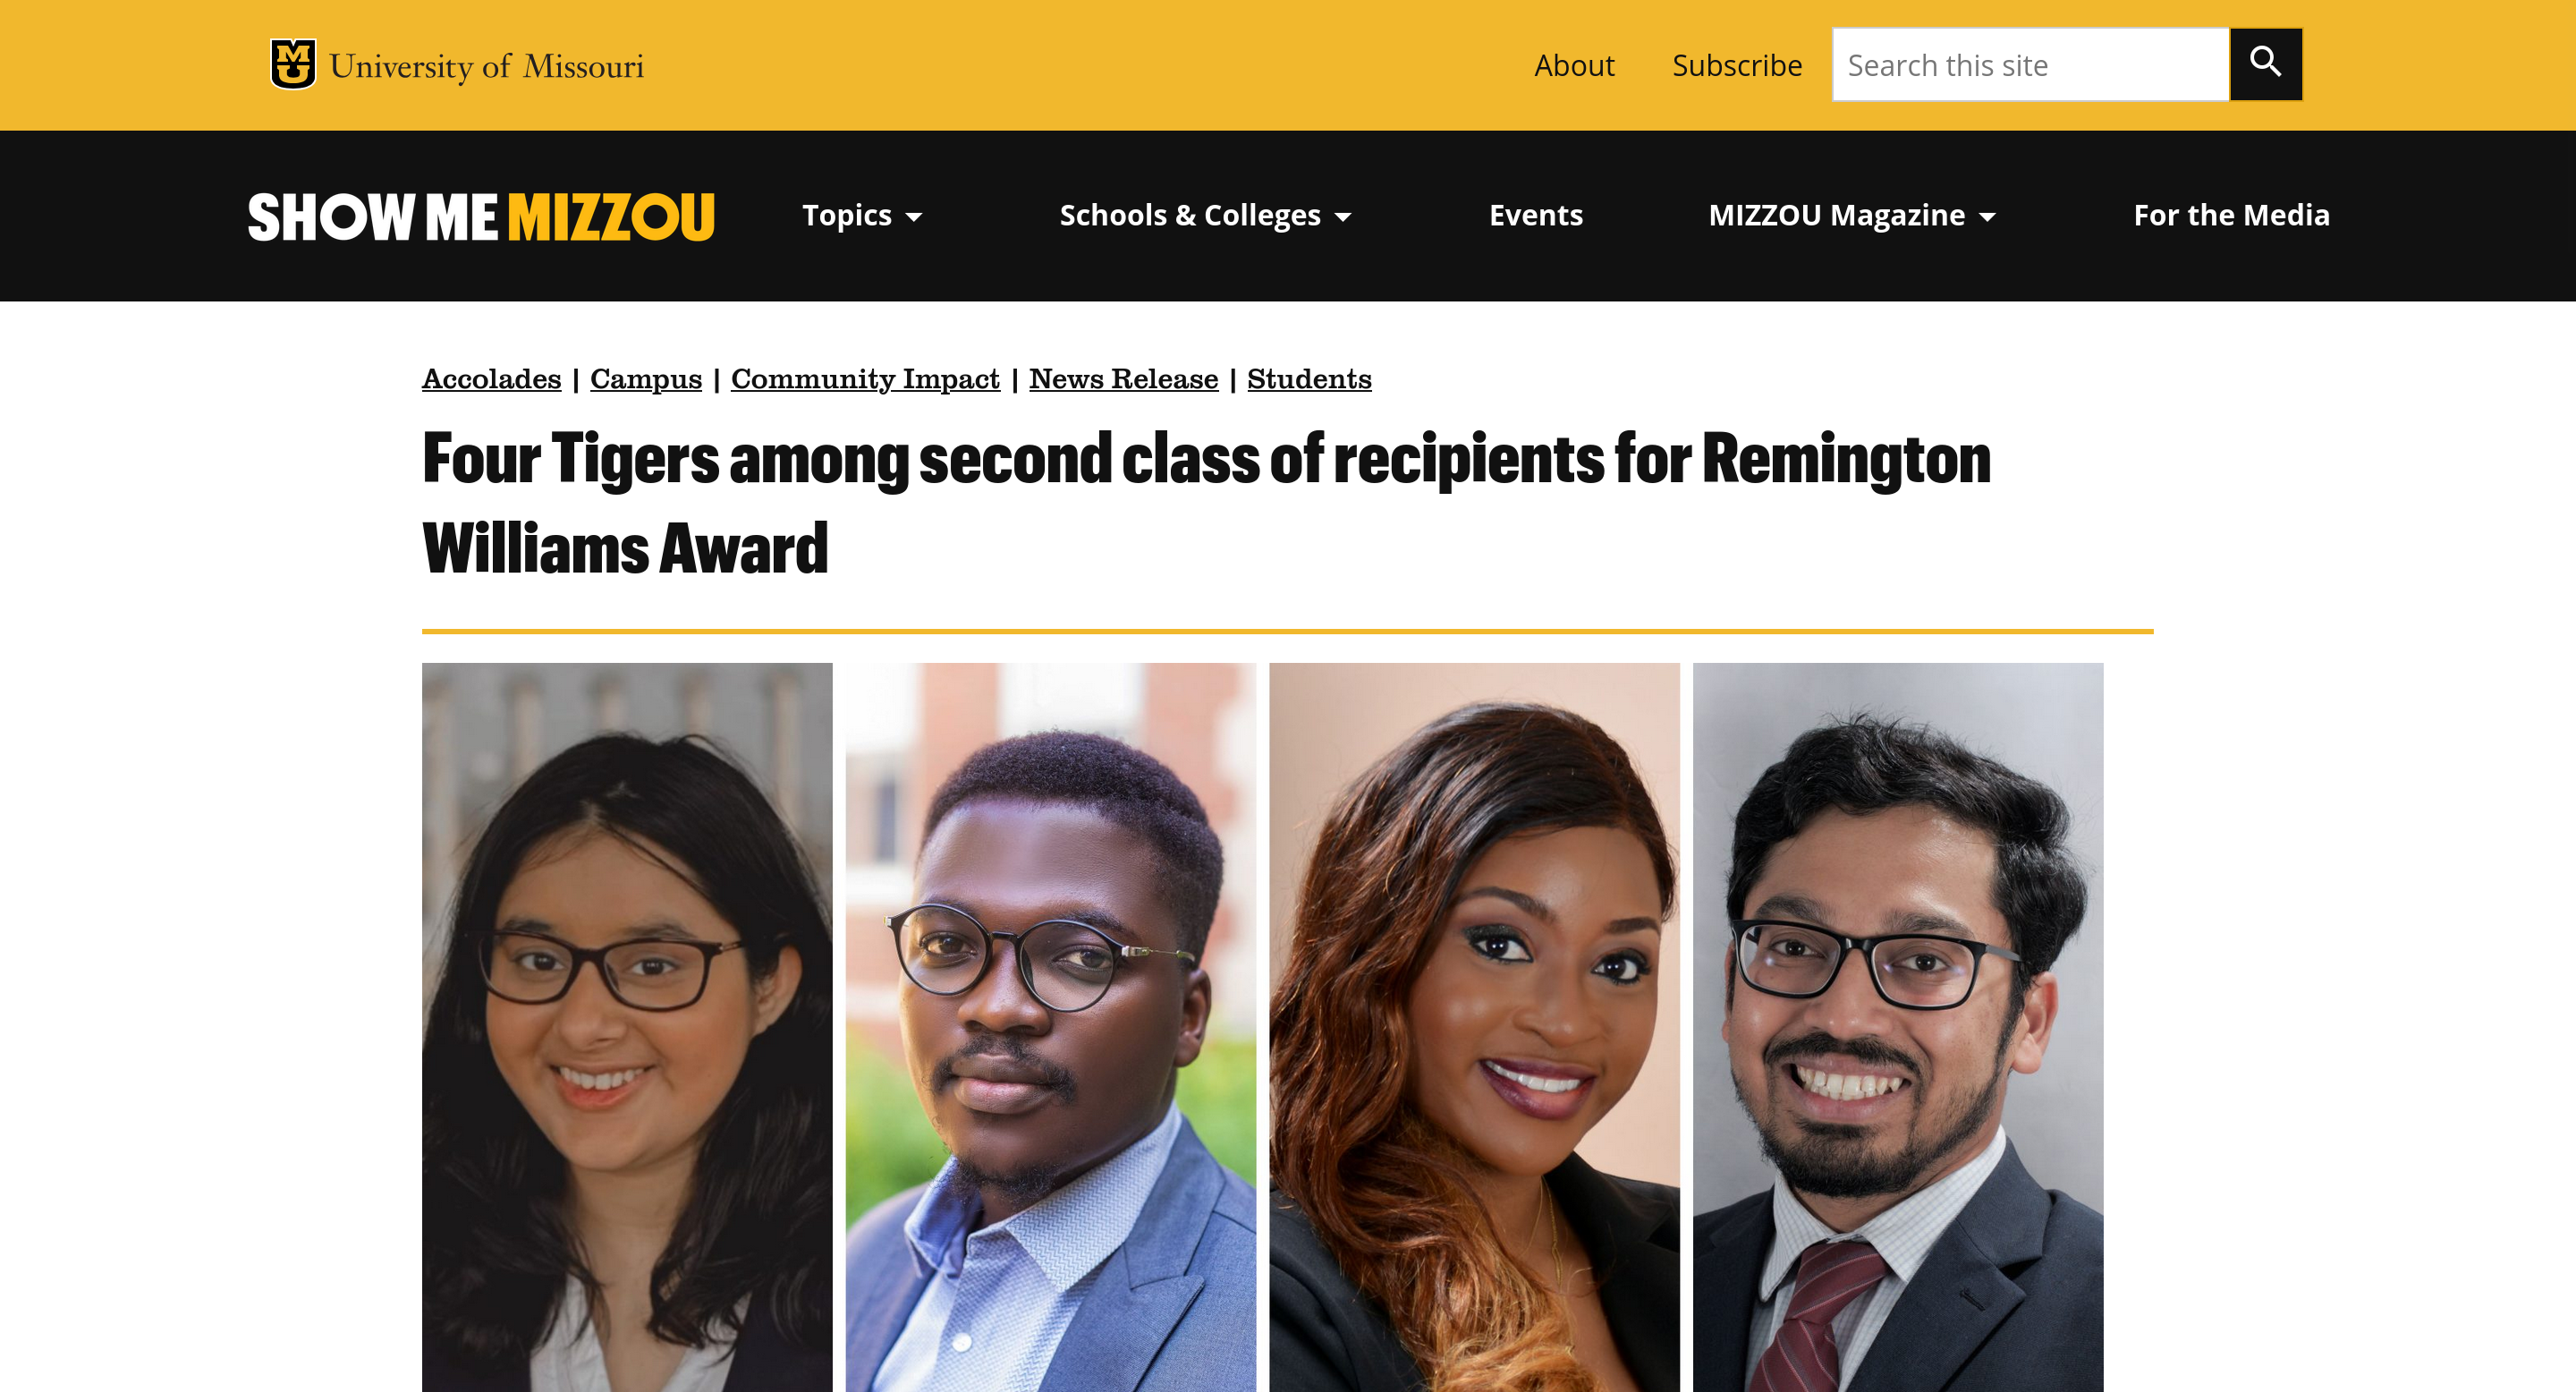 University of Missouri
About Subscribe Search this site
SHOW ME MIZZOU Topics Schools & Colleges Events MIZZOU Magazine For the Media
Accolades | Campus | Community Impact | News Release | Students
Four Tigers among second class of recipients for Remington
Williams Award